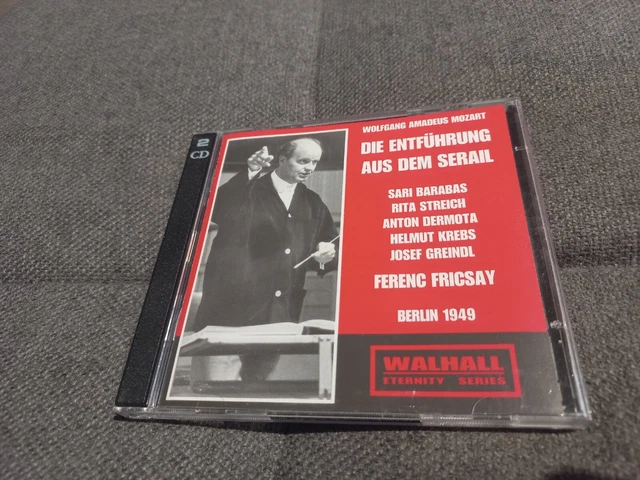 2
CD
WOLFGANG AMADEUS MOZART
DIE ENTFÜHRUNG
AUS DEM SERAIL
SARI BARABAS
RITA STREICH
ANTON DERMOTA
HELMUT KREBS
JOSEF GREINDL
FERENC FRICSAY
BERLIN 1949
WALHALL
ETERNITY SERIES